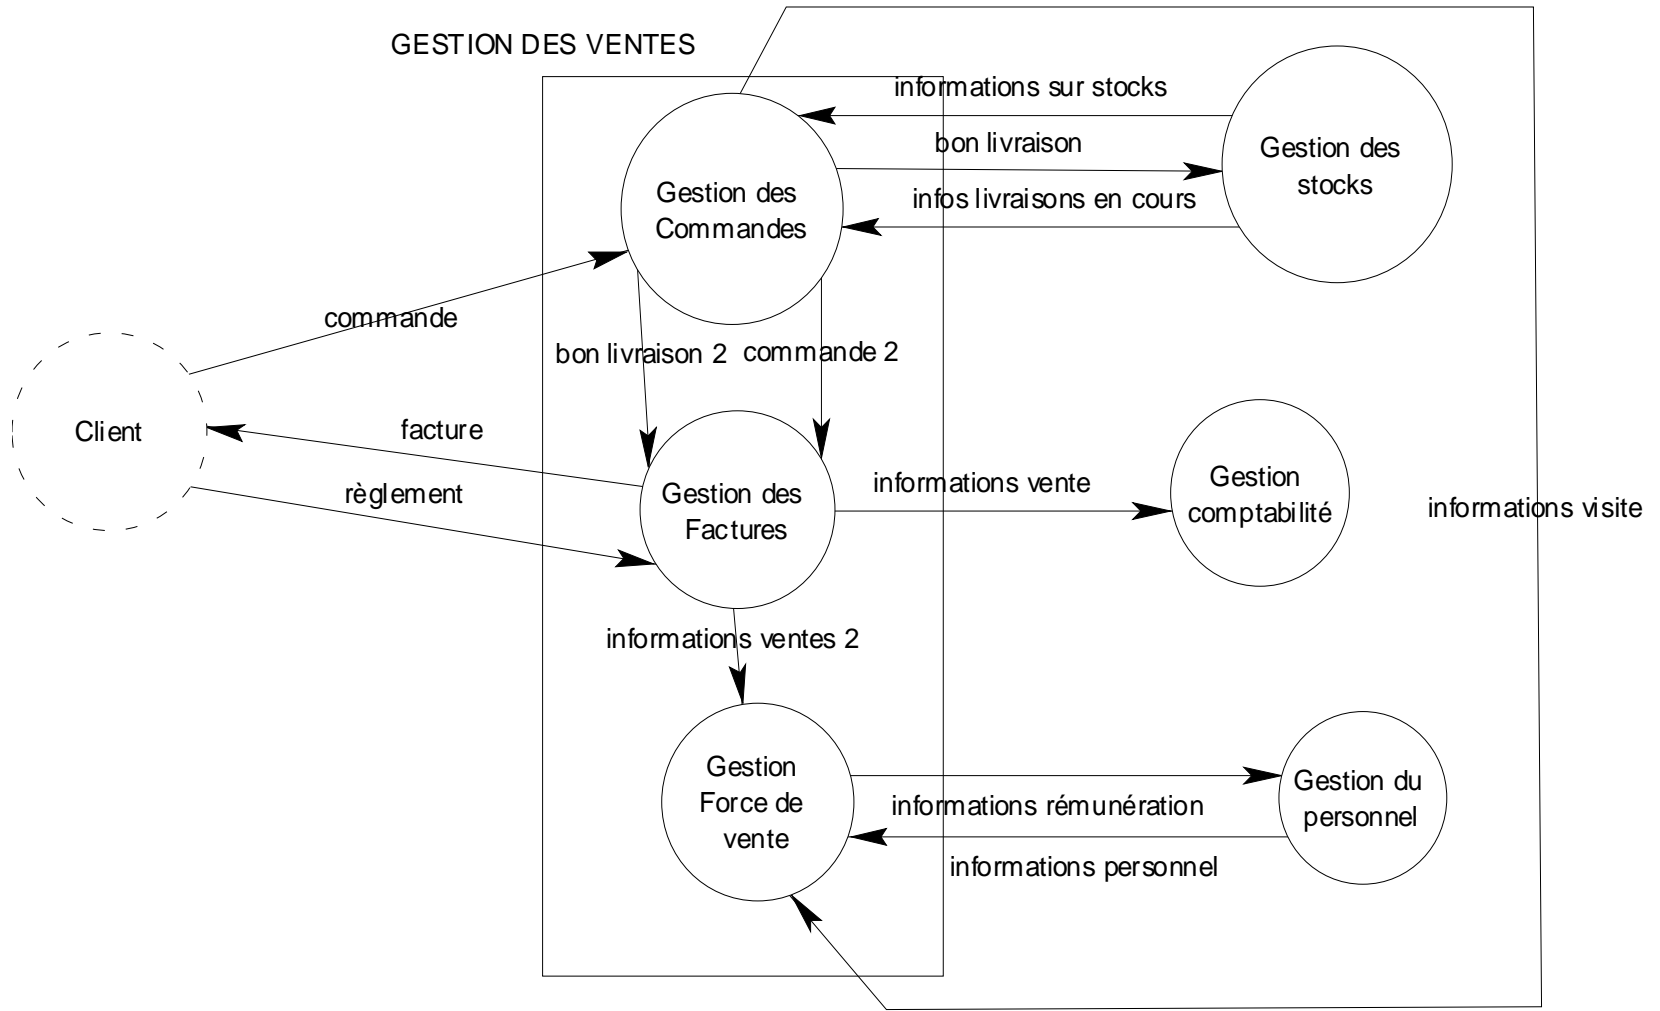 GESTION DES VENTES
informations sur stocks
bon livraison
Gestion des
stocks
infos livraisons en cours
Gestion des
Commandes
commande
bon livraison 2
commande 2
Client
facture
règlement
Gestion des
Factures
informations vente
Gestion
comptabilité
informations visite
informations ventes 2
Gestion
Force de
vente
informations rémunération
Gestion du
personnel
informations personnel